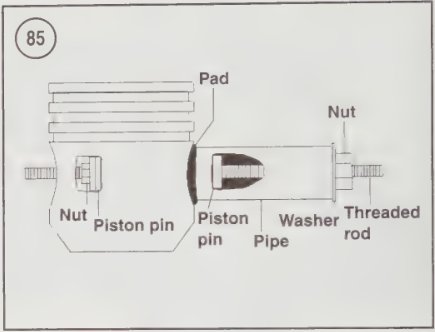 85
Pad
Nut
Nut
Piston pin
Piston
pin
Pipe
Washer
Threaded
rod